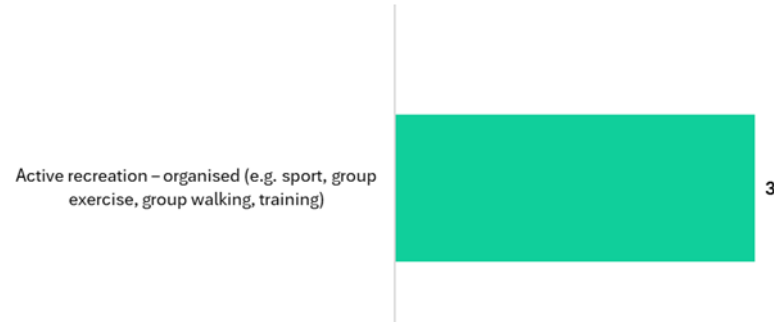 Active recreation – organised (e.g. sport, group
exercise, group walking, training)
3